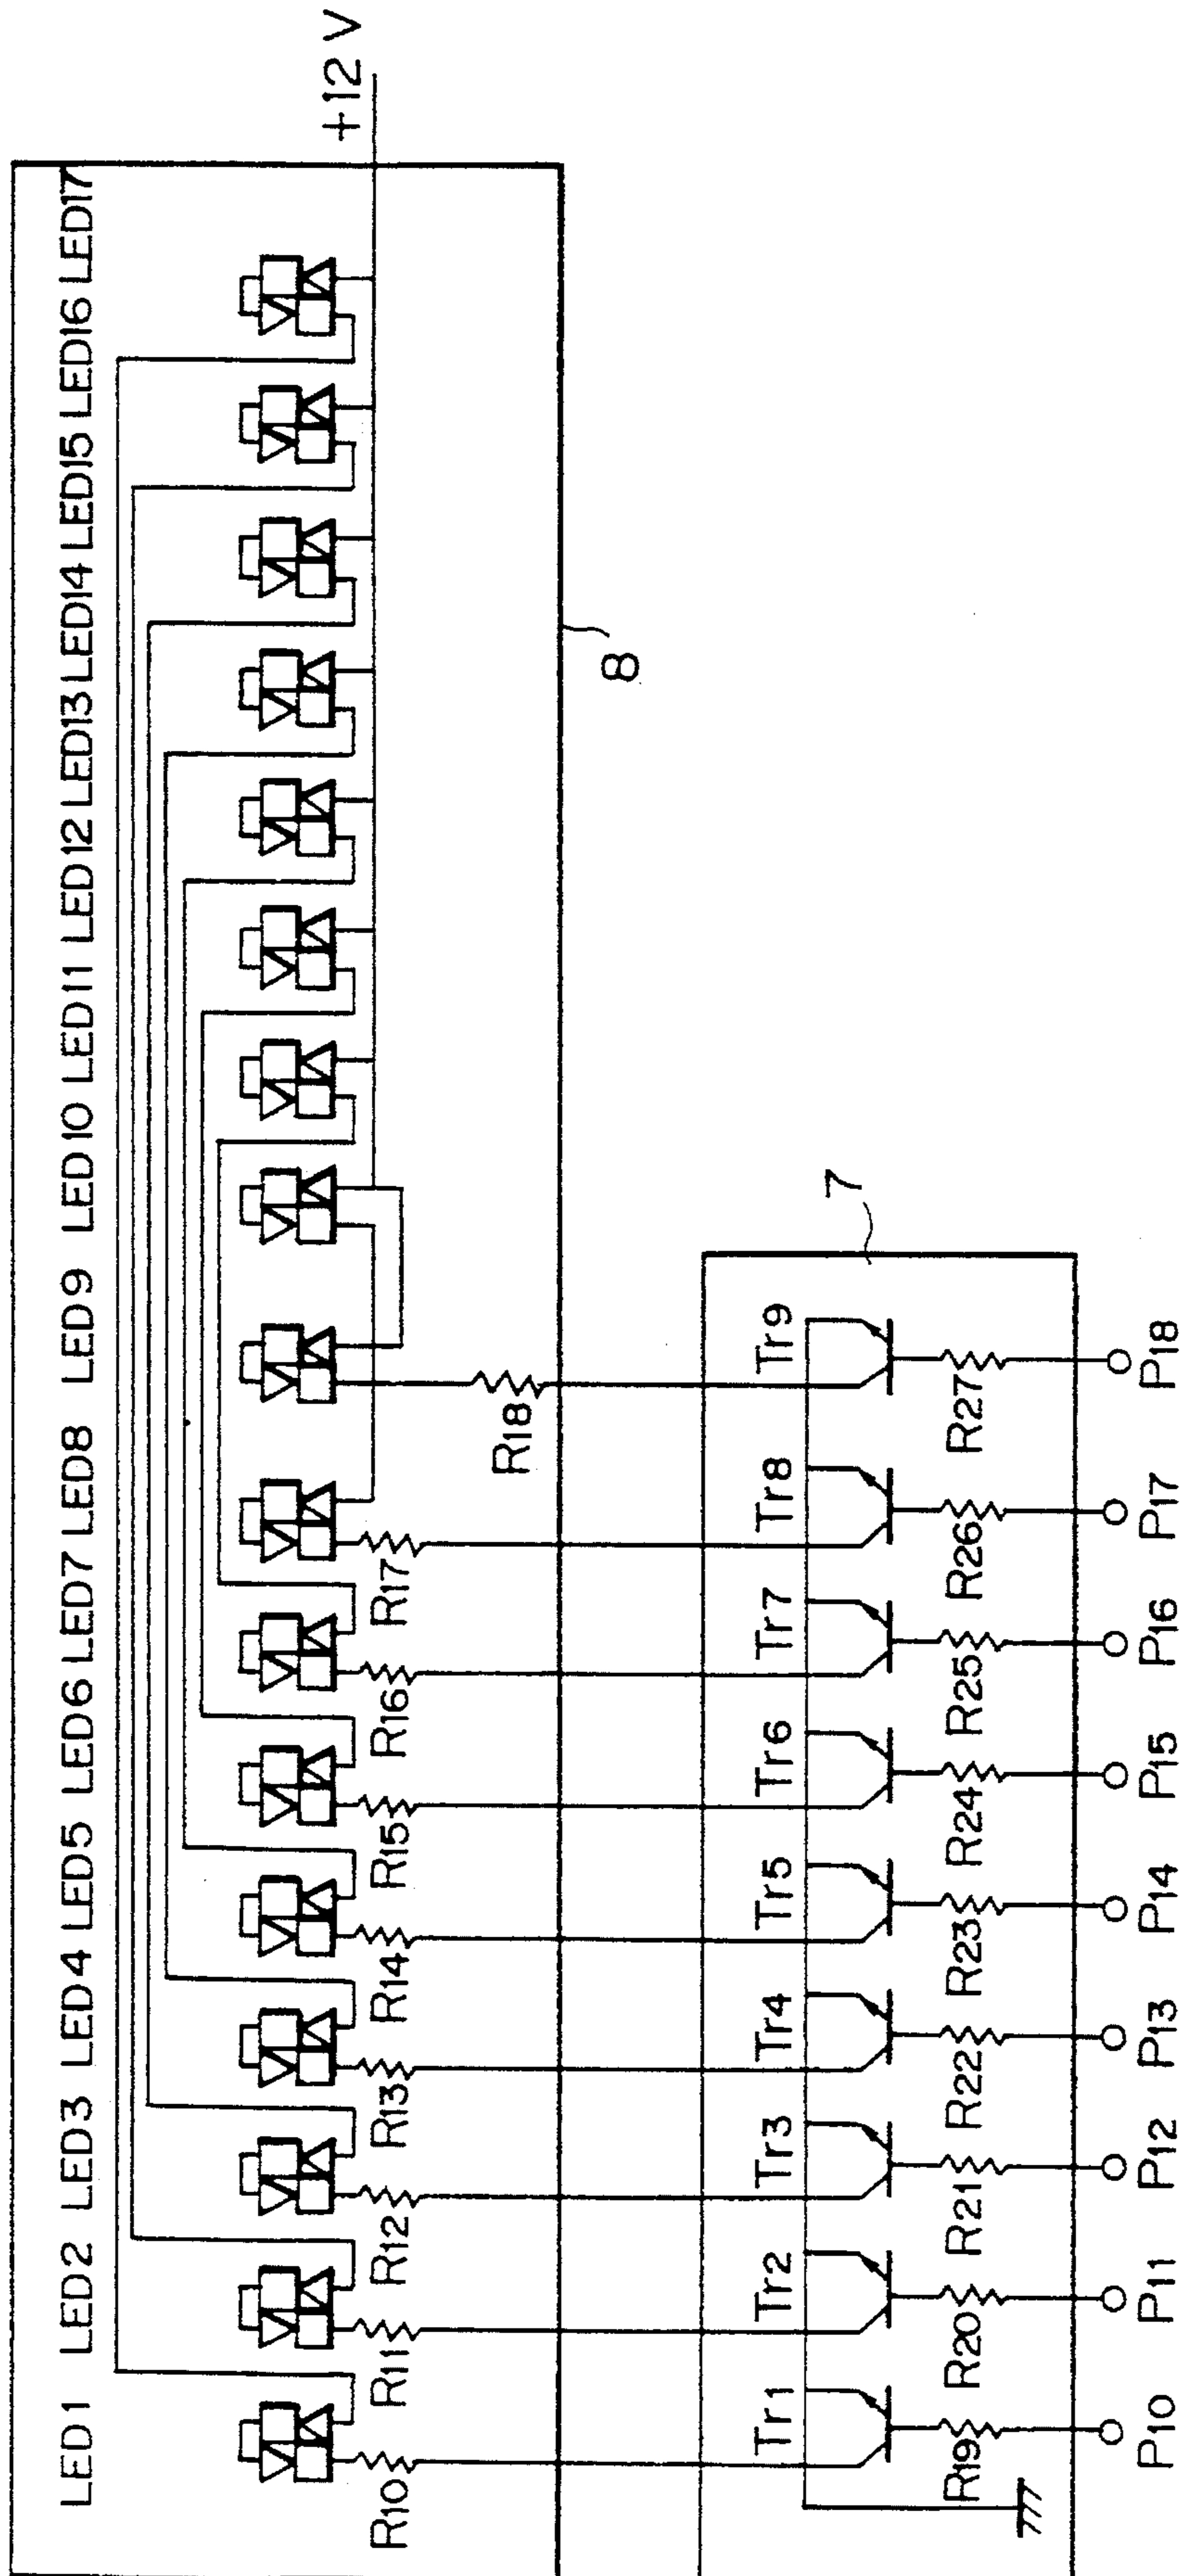 LED1 LED2 LED3 LED4 LED5 LED6 LED7 LED8 LED9 LED10 LED11 LED12 LED13 LED14 LED15 LED16 LED17
+12 V
R10 R11 R12 R13 R14 R15 R16 R17
R18
8
7
Tr1 Tr2 Tr3 Tr4 Tr5 Tr6 Tr7 Tr8 Tr9
R19 R20 R21 R22 R23 R24 R25 R26 R27
P10 P11 P12 P13 P14 P15 P16 P17 P18